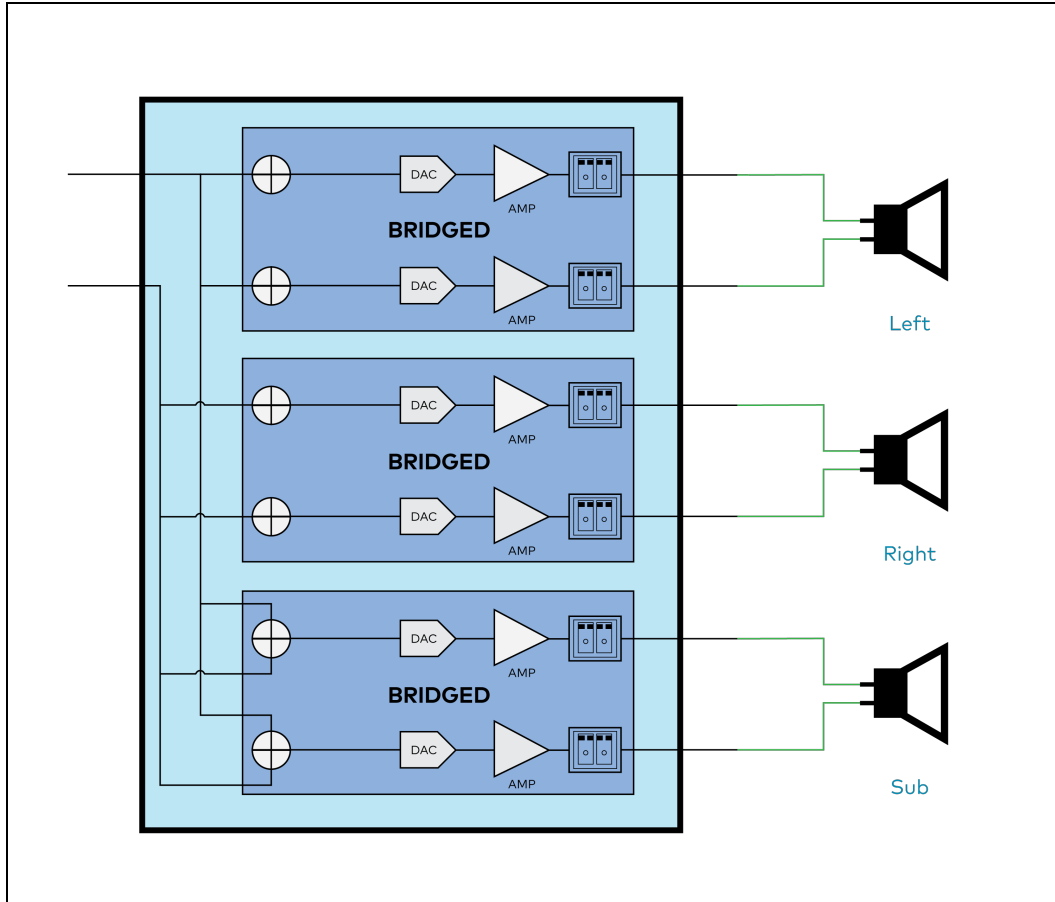 DAC
AMP
BRIDGED
DAC
AMP
Left
DAC
AMP
BRIDGED
DAC
AMP
Right
DAC
AMP
BRIDGED
DAC
AMP
Sub